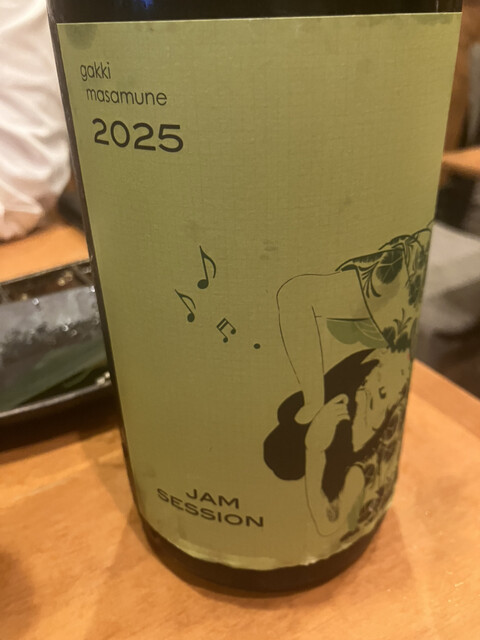 gakki
masamune
2025
JAM
SESSION